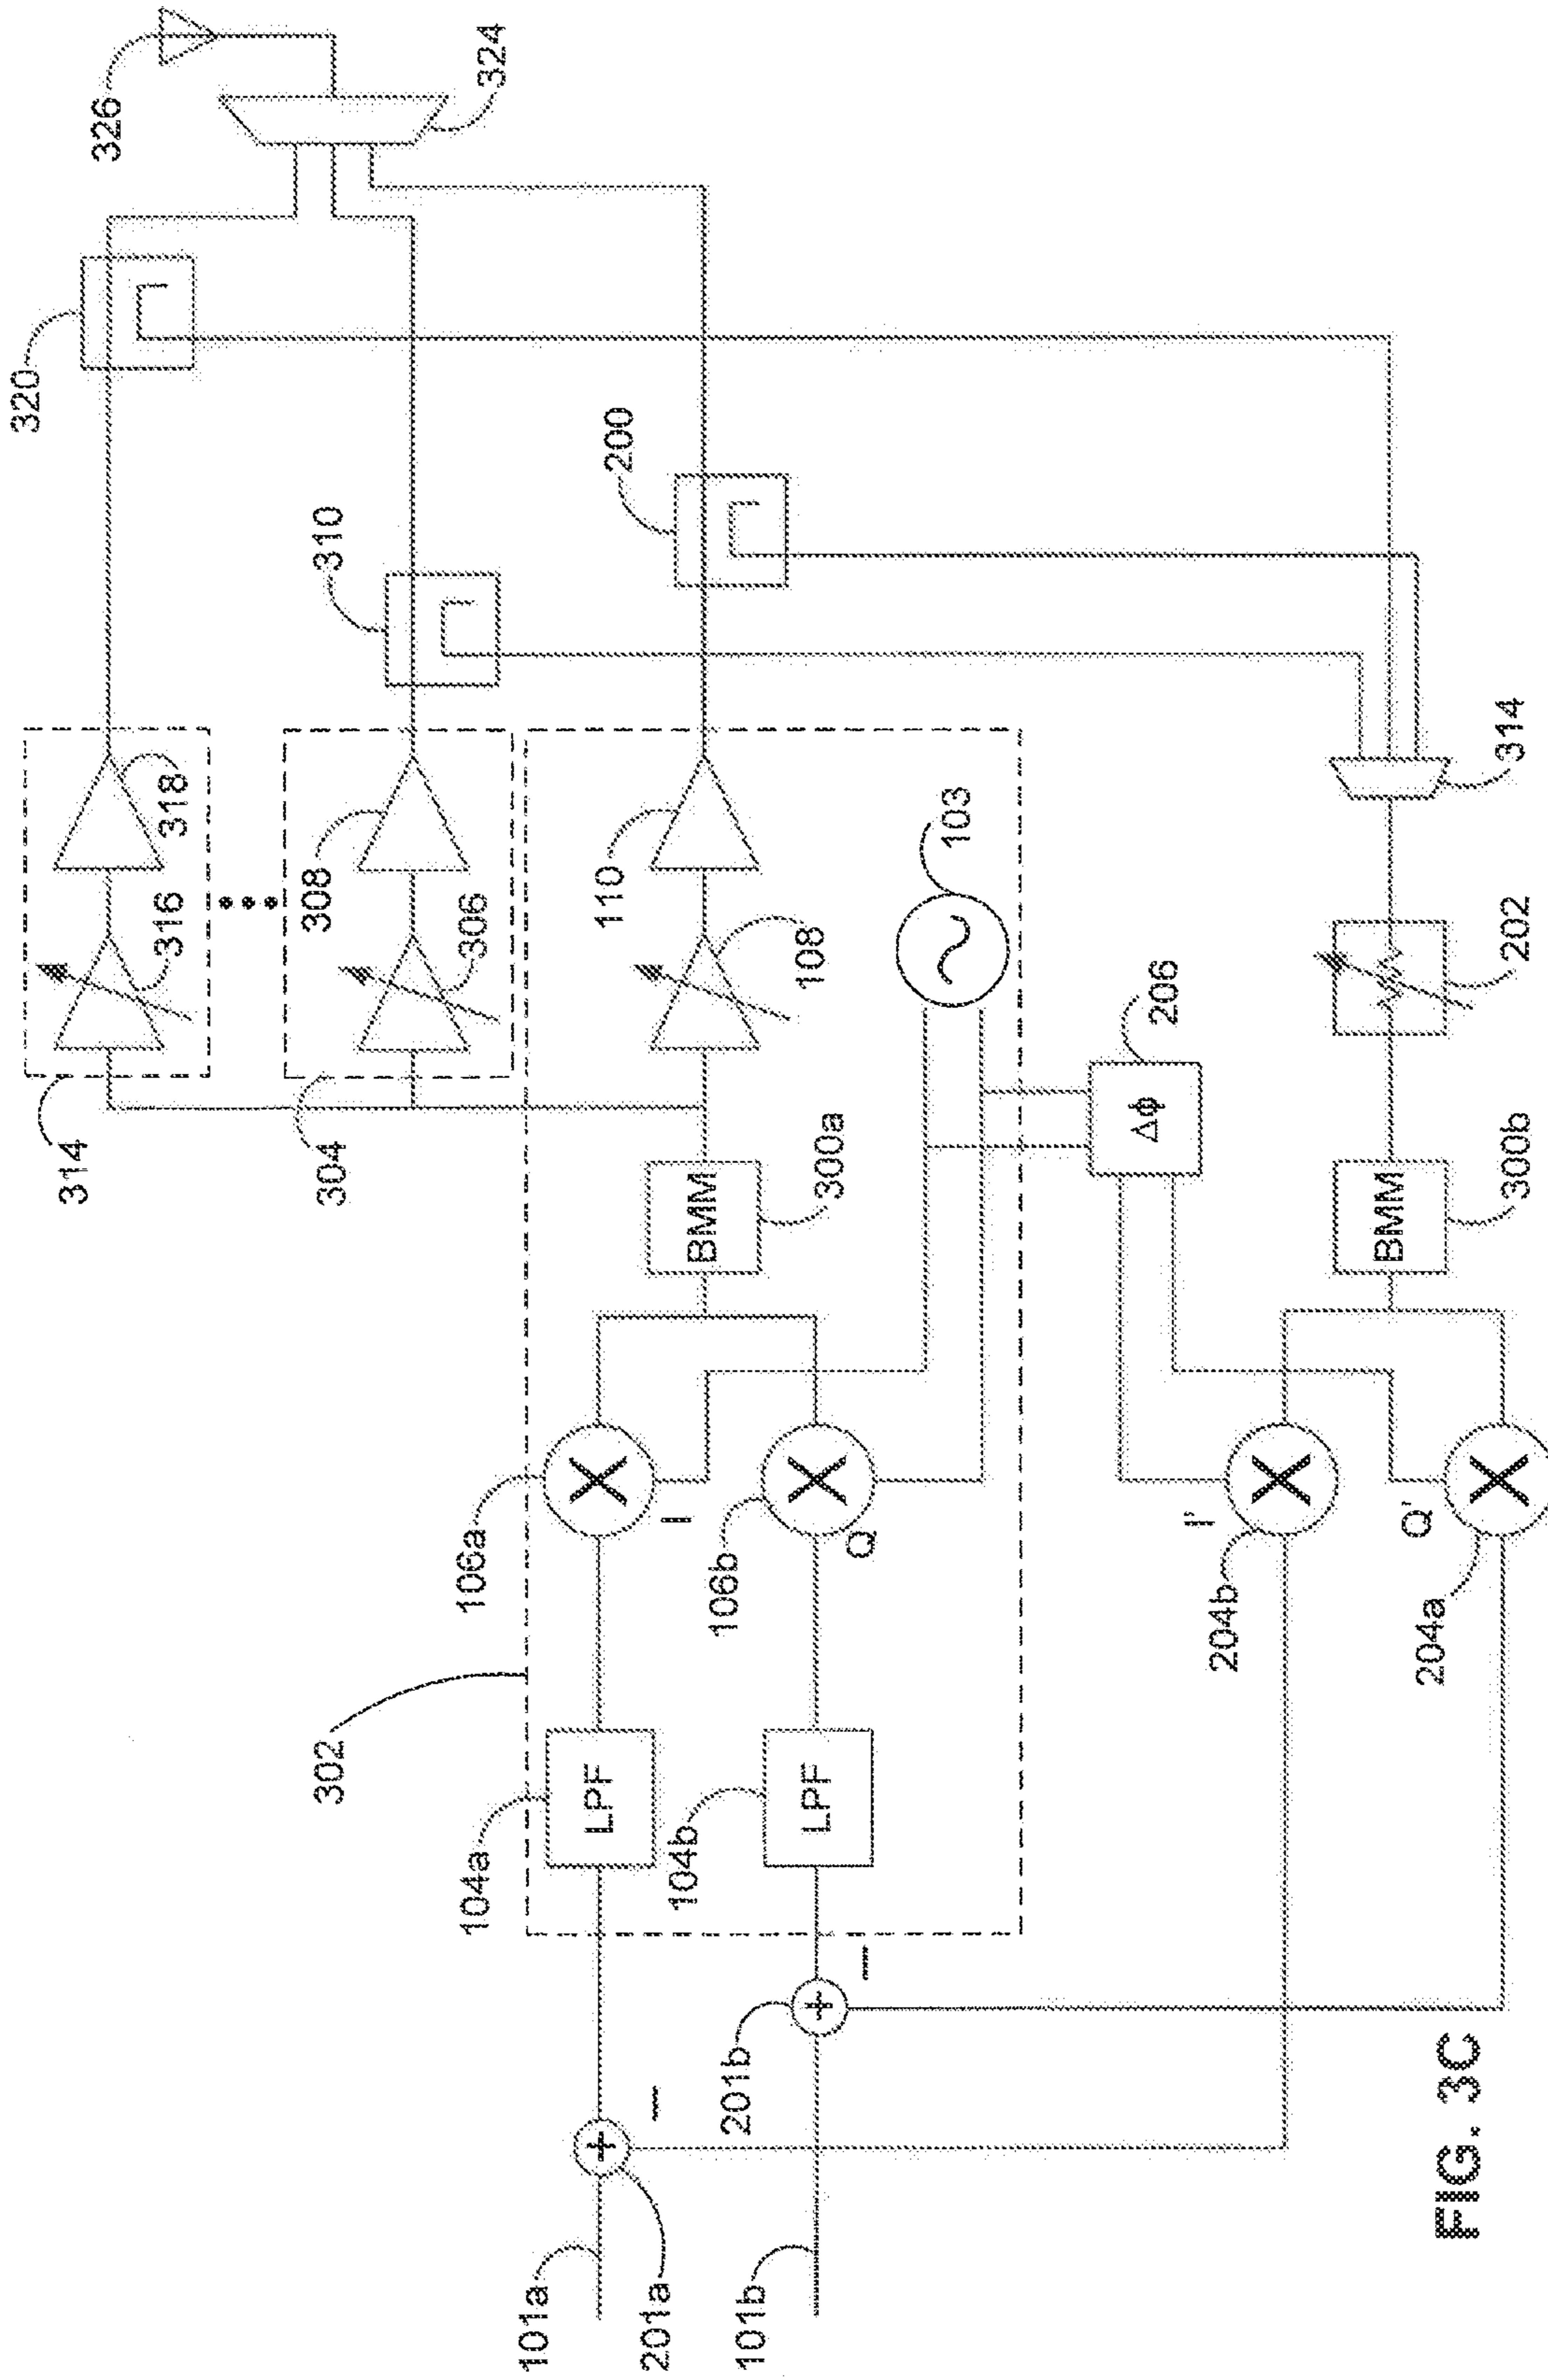 326
324
320
200
310
314
318
316
308
306
304
110
108
103
314
202
206
Δϕ
BMM
300a
BMM
300b
302
106a
I
106b
Q
I'
204b
Q'
204a
104a
LPF
104b
LPF
−
−
+
201b
+
201a
101a
101b
X
X
X
X
FIG. 3C